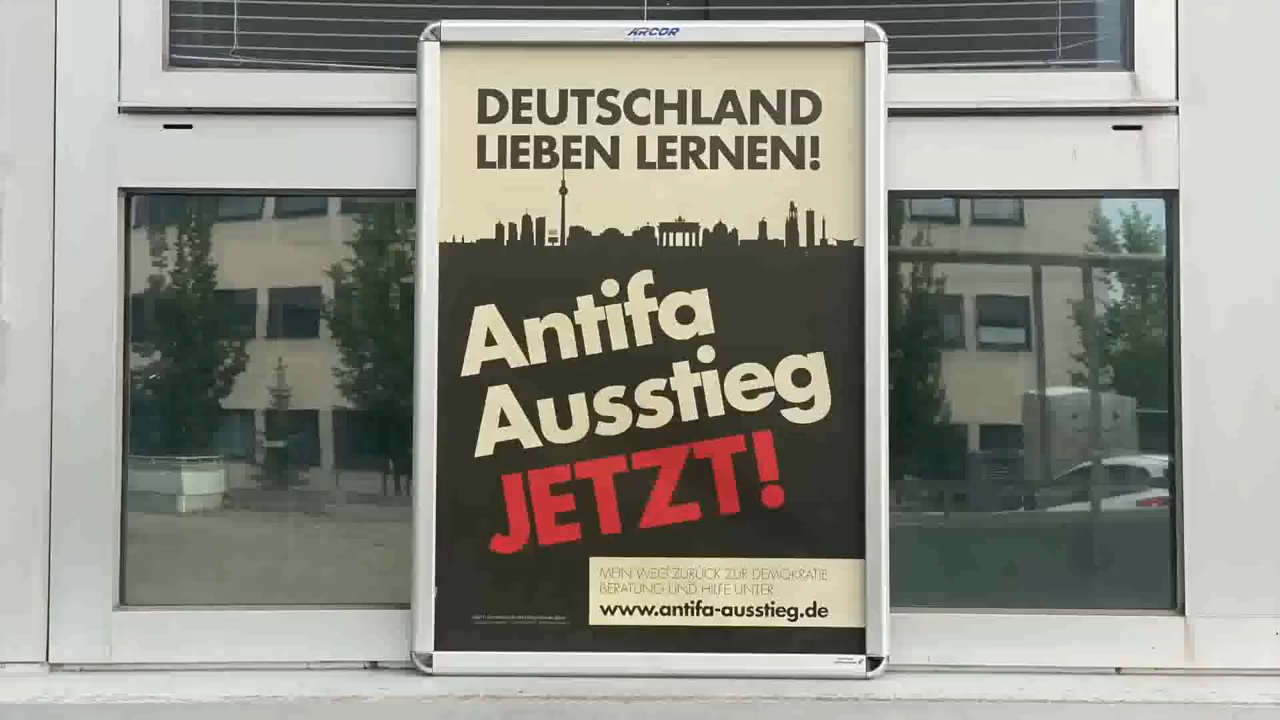 ARCOR
DEUTSCHLAND
LIEBEN LERNEN!
Antifa
Ausstieg
JETZT!
MEIN WEG ZURÜCK ZUR DEMOKRATIE
BERATUNG UND HILFE UNTER
www.antifa-ausstieg.de